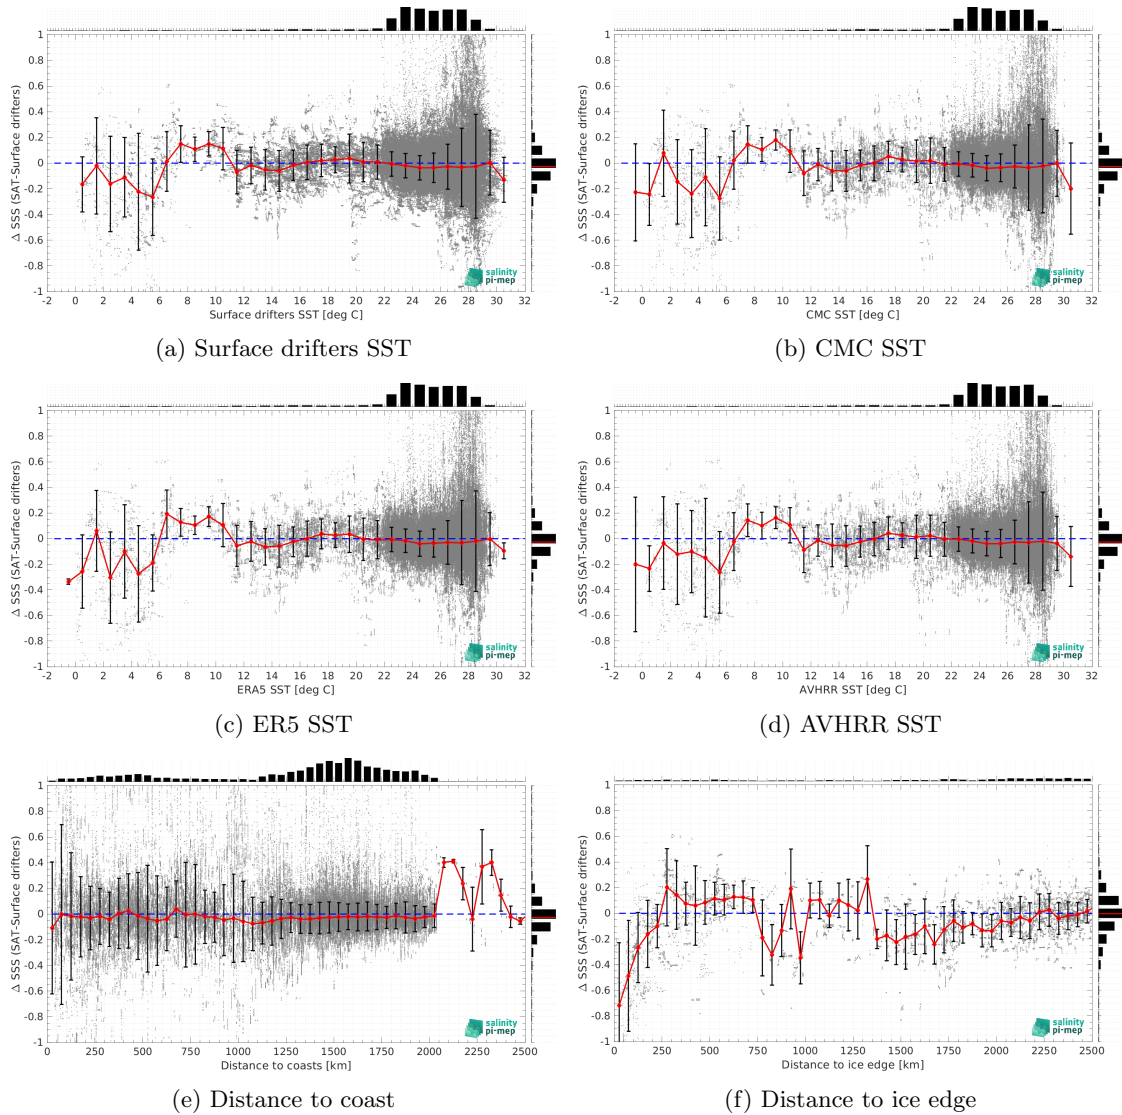 1
0.8
0.6
0.4
0.2
0
-0.2
-0.4
-0.6
-0.8
-1
Δ SSS (SAT-Surface drifters)
salinity
pi-mep
-2 0 2 4 6 8 10 12 14 16 18 20 22 24 26 28 30 32
Surface drifters SST [deg C]
(a) Surface drifters SST
1
0.8
0.6
0.4
0.2
0
-0.2
-0.4
-0.6
-0.8
-1
Δ SSS (SAT-Surface drifters)
salinity
pi-mep
-2 0 2 4 6 8 10 12 14 16 18 20 22 24 26 28 30 32
CMC SST [deg C]
(b) CMC SST
1
0.8
0.6
0.4
0.2
0
-0.2
-0.4
-0.6
-0.8
-1
Δ SSS (SAT-Surface drifters)
salinity
pi-mep
-2 0 2 4 6 8 10 12 14 16 18 20 22 24 26 28 30 32
ERA5 SST [deg C]
(c) ER5 SST
1
0.8
0.6
0.4
0.2
0
-0.2
-0.4
-0.6
-0.8
-1
Δ SSS (SAT-Surface drifters)
salinity
pi-mep
-2 0 2 4 6 8 10 12 14 16 18 20 22 24 26 28 30 32
AVHRR SST [deg C]
(d) AVHRR SST
1
0.8
0.6
0.4
0.2
0
-0.2
-0.4
-0.6
-0.8
-1
Δ SSS (SAT-Surface drifters)
salinity
pi-mep
0 250 500 750 1000 1250 1500 1750 2000 2250 2500
Distance to coasts [km]
(e) Distance to coast
1
0.8
0.6
0.4
0.2
0
-0.2
-0.4
-0.6
-0.8
-1
Δ SSS (SAT-Surface drifters)
salinity
pi-mep
0 250 500 750 1000 1250 1500 1750 2000 2250 2500
Distance to ice edge [km]
(f) Distance to ice edge